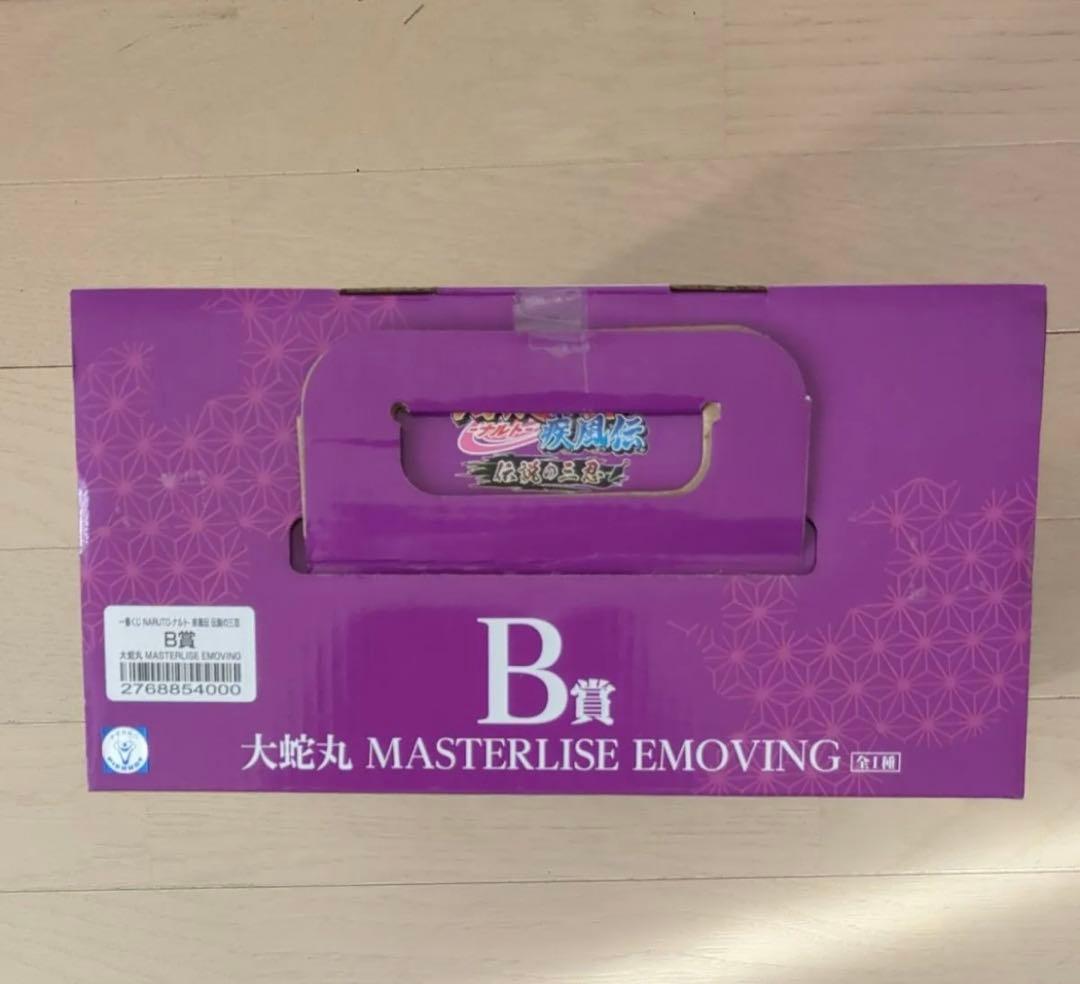 -ナルト- 疾風伝
伝説の三忍
一番くじ NARUTO-ナルト- 疾風伝 伝説の三忍
B賞
大蛇丸 MASTERLISE EMOVING
2768854000
B賞
大蛇丸 MASTERLISE EMOVING 全1種